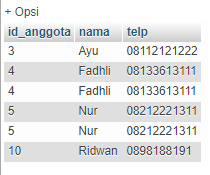 + Opsi
id_anggota nama telp
3 Ayu 08112121222
4 Fadhli 08133613111
4 Fadhli 08133613111
5 Nur 08212221311
5 Nur 08212221311
10 Ridwan 0898188191